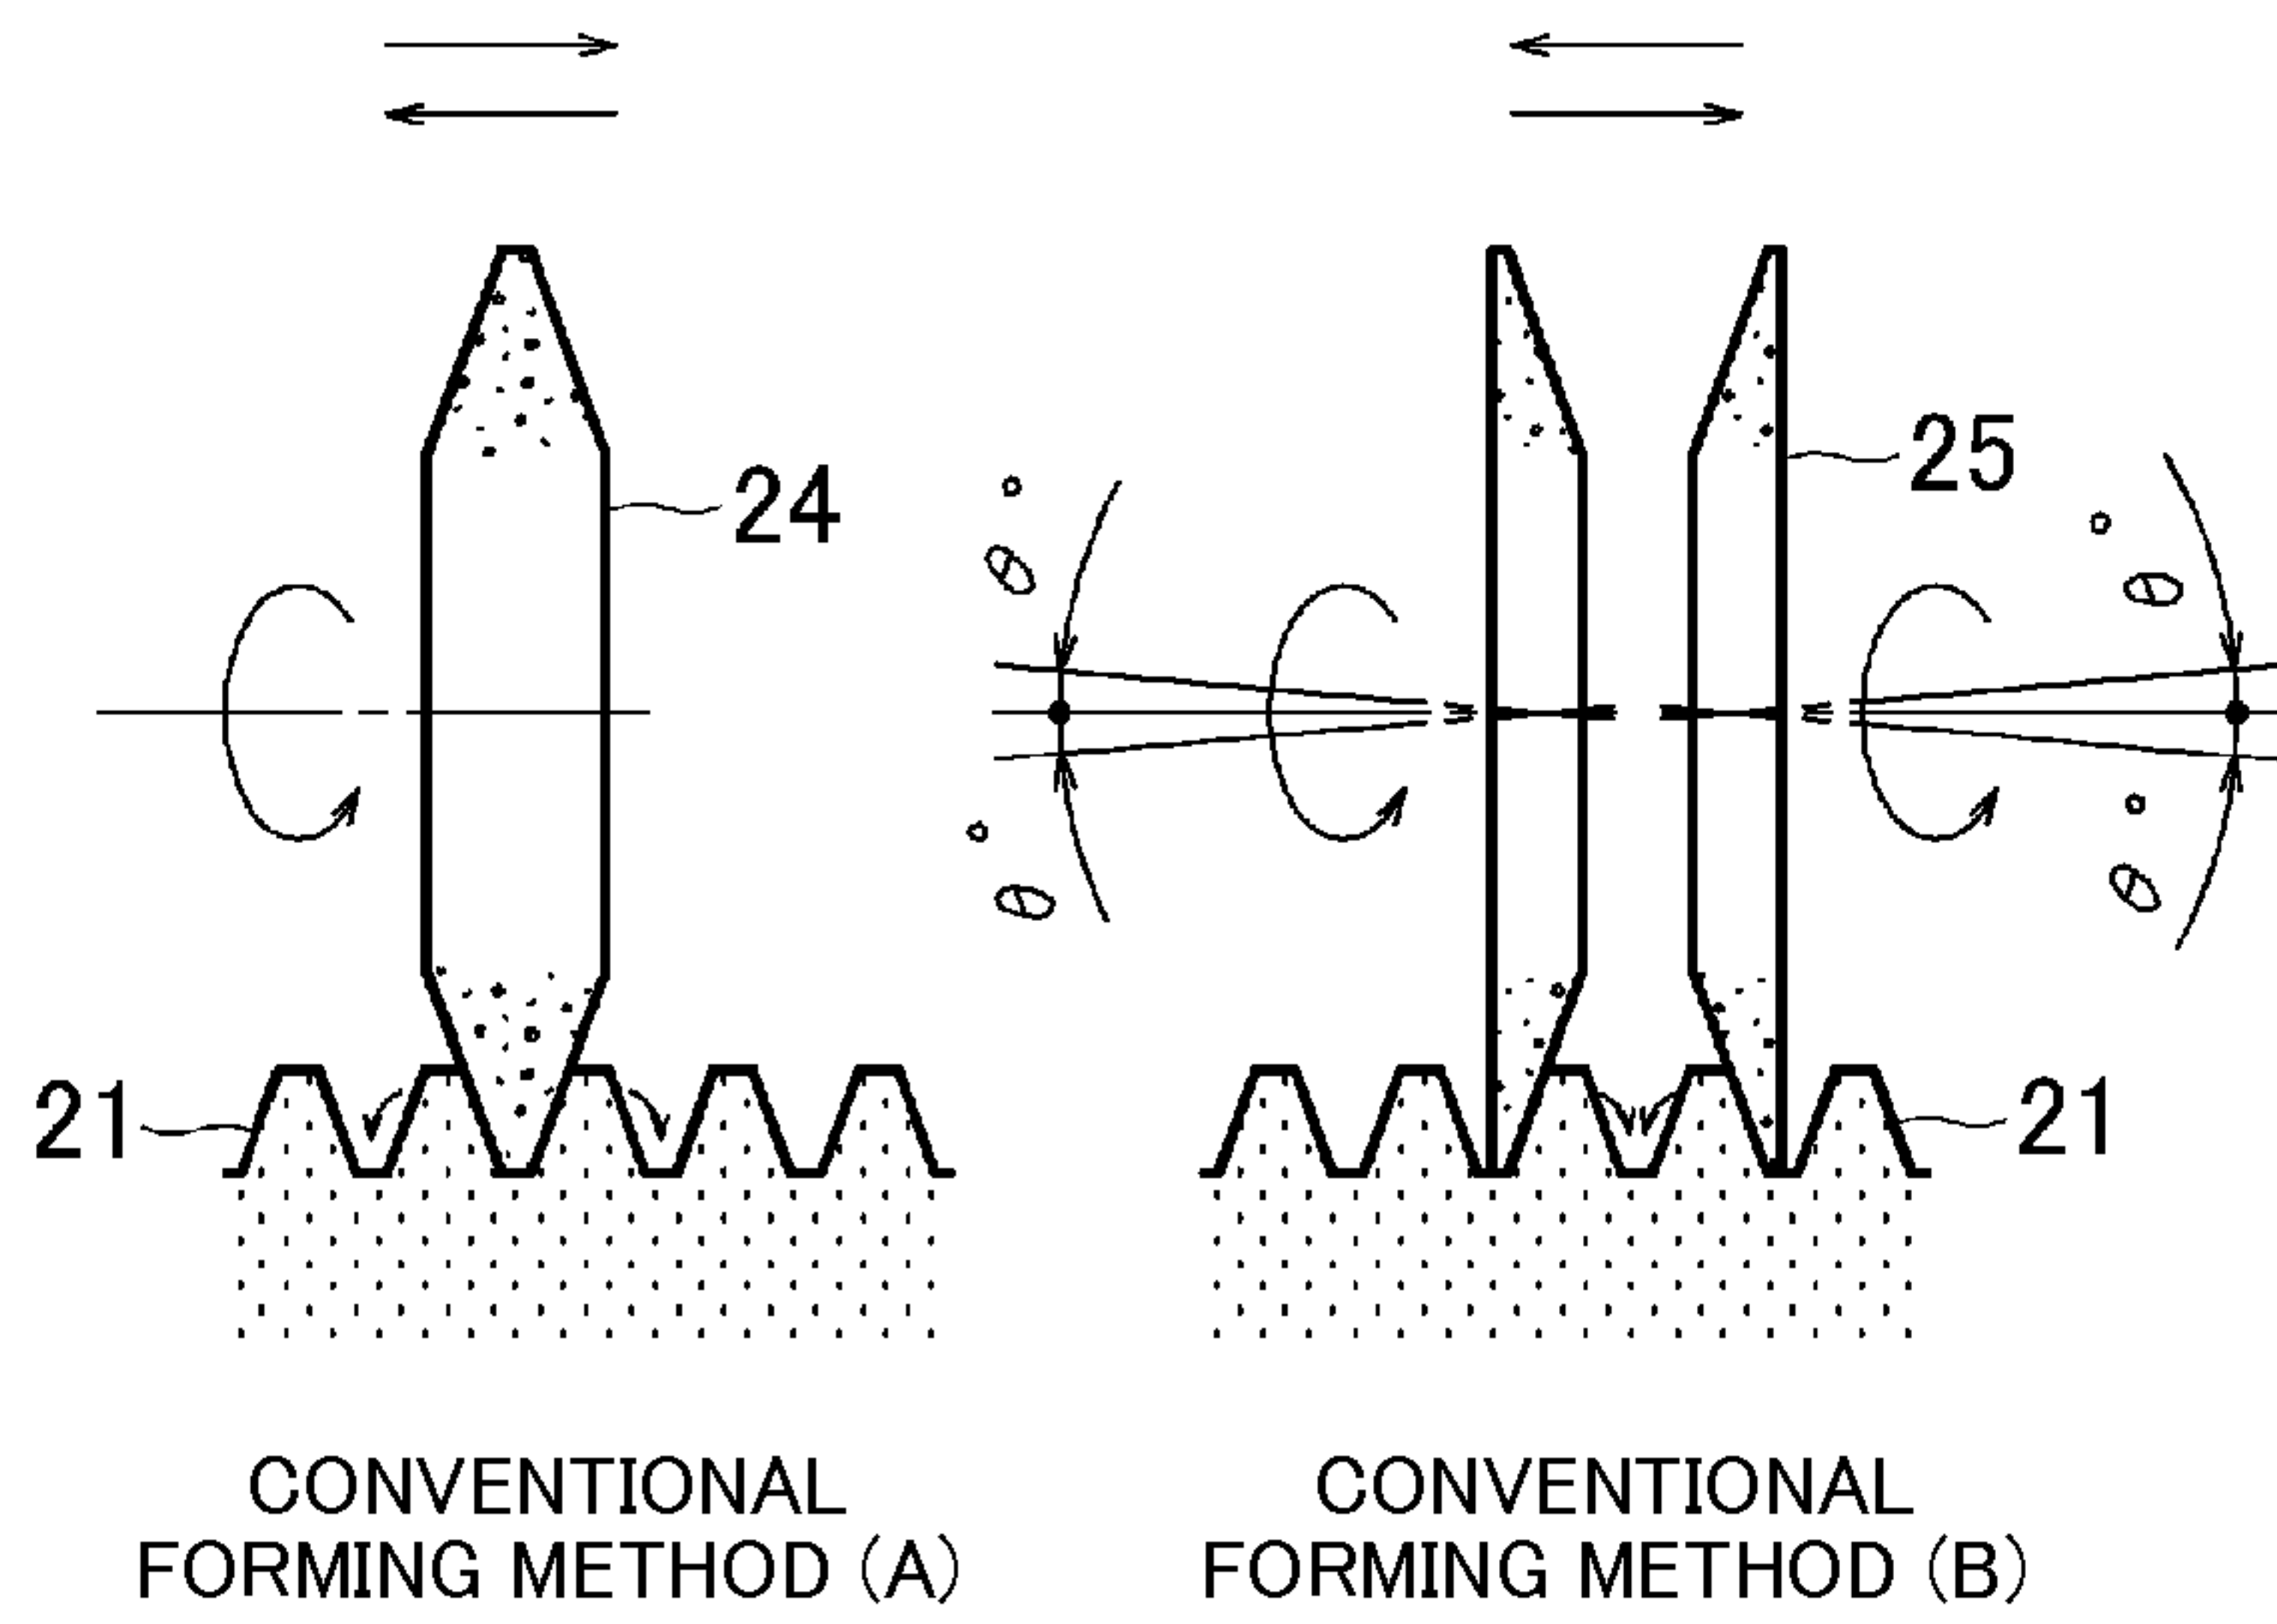 24
25
θ°
θ°
θ°
θ°
21
21
CONVENTIONAL
FORMING METHOD (A)
CONVENTIONAL
FORMING METHOD (B)